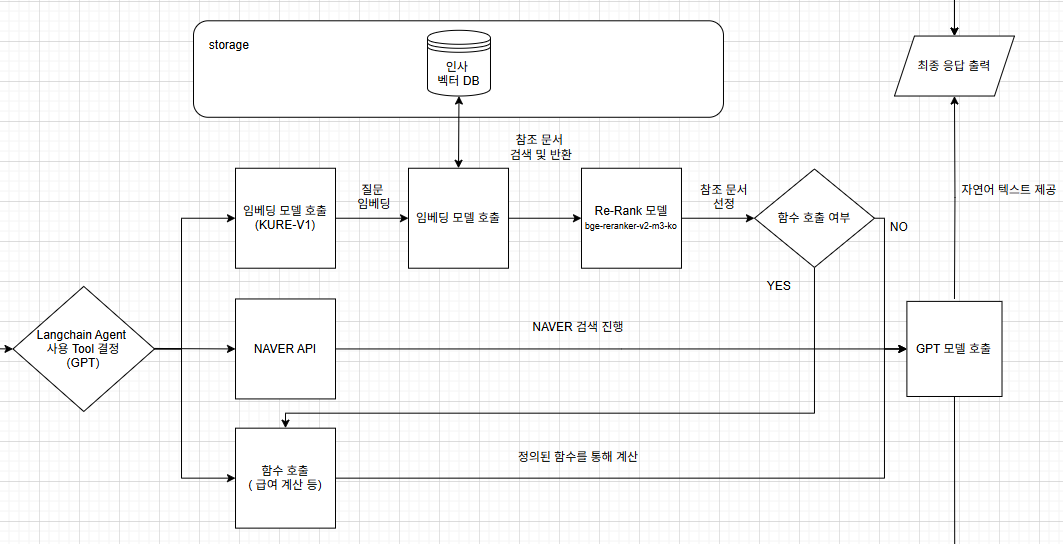 storage
인사
벡터 DB
최종 응답 출력
참조 문서
검색 및 반환
임베딩 모델 호출
(KURE-V1)
질문
임베딩
임베딩 모델 호출
Re-Rank 모델
bge-reranker-v2-m3-ko
참조 문서
선정
함수 호출 여부
자연어 텍스트 제공
NO
YES
Langchain Agent
사용 Tool 결정
(GPT)
NAVER API
NAVER 검색 진행
GPT 모델 호출
함수 호출
( 급여 계산 등)
정의된 함수를 통해 계산